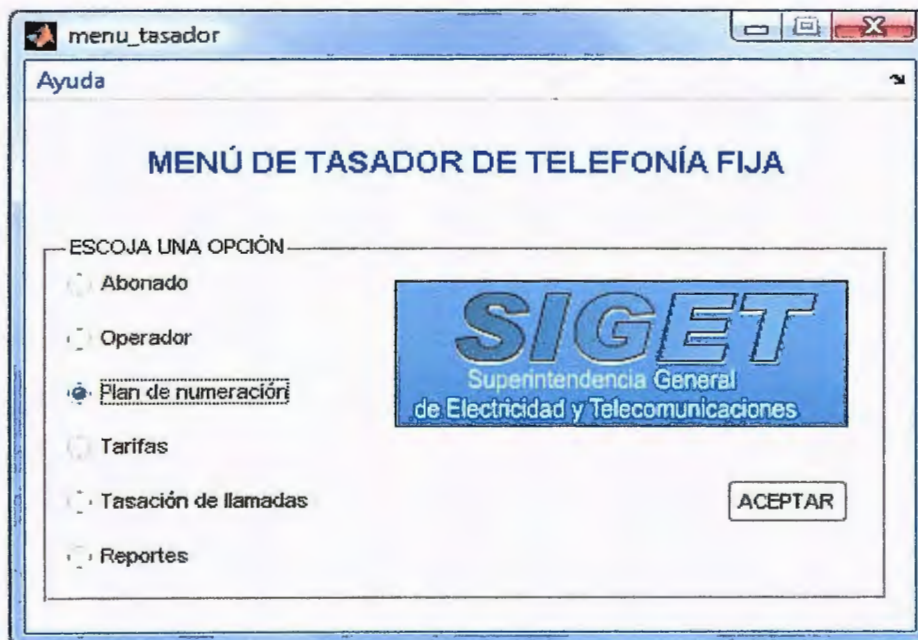 menu_tasador
Ayuda
MENÚ DE TASADOR DE TELEFONÍA FIJA
ESCOJA UNA OPCIÓN
Abonado
Operador
Plan de numeración
Tarifas
Tasación de llamadas
Reportes
SIGET
Superintendencia General
de Electricidad y Telecomunicaciones
ACEPTAR